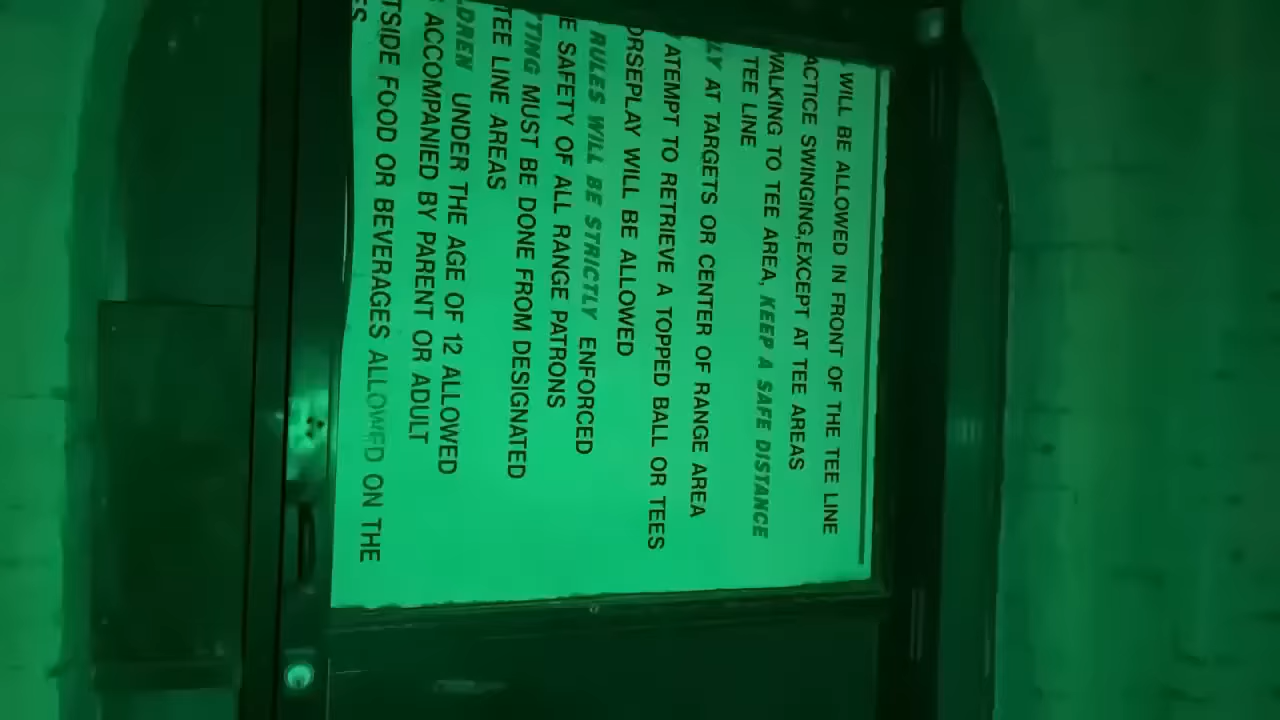 WILL BE ALLOWED IN FRONT OF THE TEE LINE
ACTICE SWINGING,EXCEPT AT TEE AREAS
WALKING TO TEE AREA, KEEP A SAFE DISTANCE
TEE LINE
LY AT TARGETS OR CENTER OF RANGE AREA
ATEMPT TO RETRIEVE A TOPPED BALL OR TEES
ORSEPLAY WILL BE ALLOWED
RULES WILL BE STRICTLY ENFORCED
E SAFETY OF ALL RANGE PATRONS
TTING MUST BE DONE FROM DESIGNATED
TEE LINE AREAS
LDREN UNDER THE AGE OF 12 ALLOWED
ACCOMPANIED BY PARENT OR ADULT
TSIDE FOOD OR BEVERAGES ALLOWED ON THE
ES